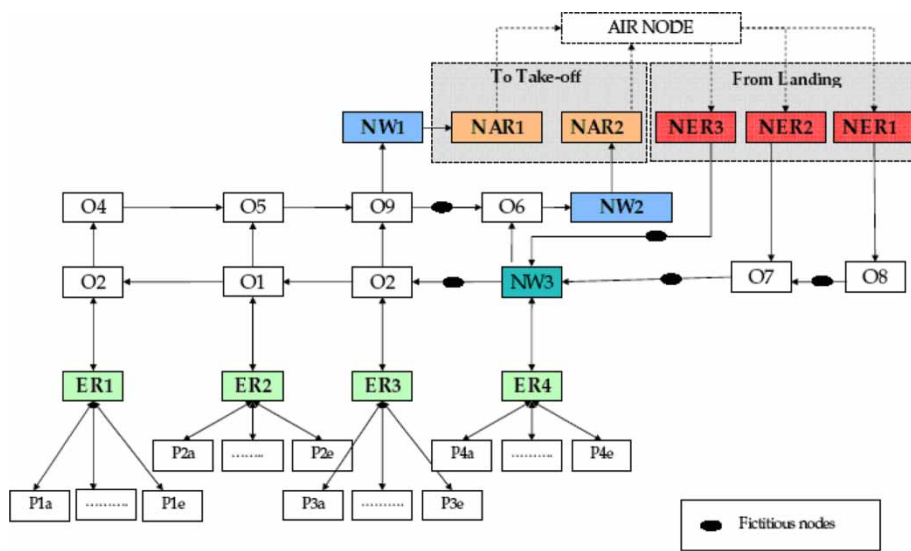 AIR NODE
To Take-off
From Landing
NW1
NAR1
NAR2
NER3
NER2
NER1
O4
O5
O9
O6
NW2
O2
O1
O2
NW3
O7
O8
ER1
ER2
ER3
ER4
P2a
........
P2e
P4a
..........
P4e
P1a
..........
P1e
P3a
..........
P3e
Fictitious nodes